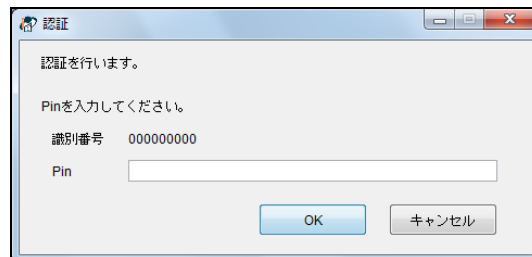 認証
認証を行います。
Pinを入力してください。
識別番号 000000000
Pin
OK キャンセル